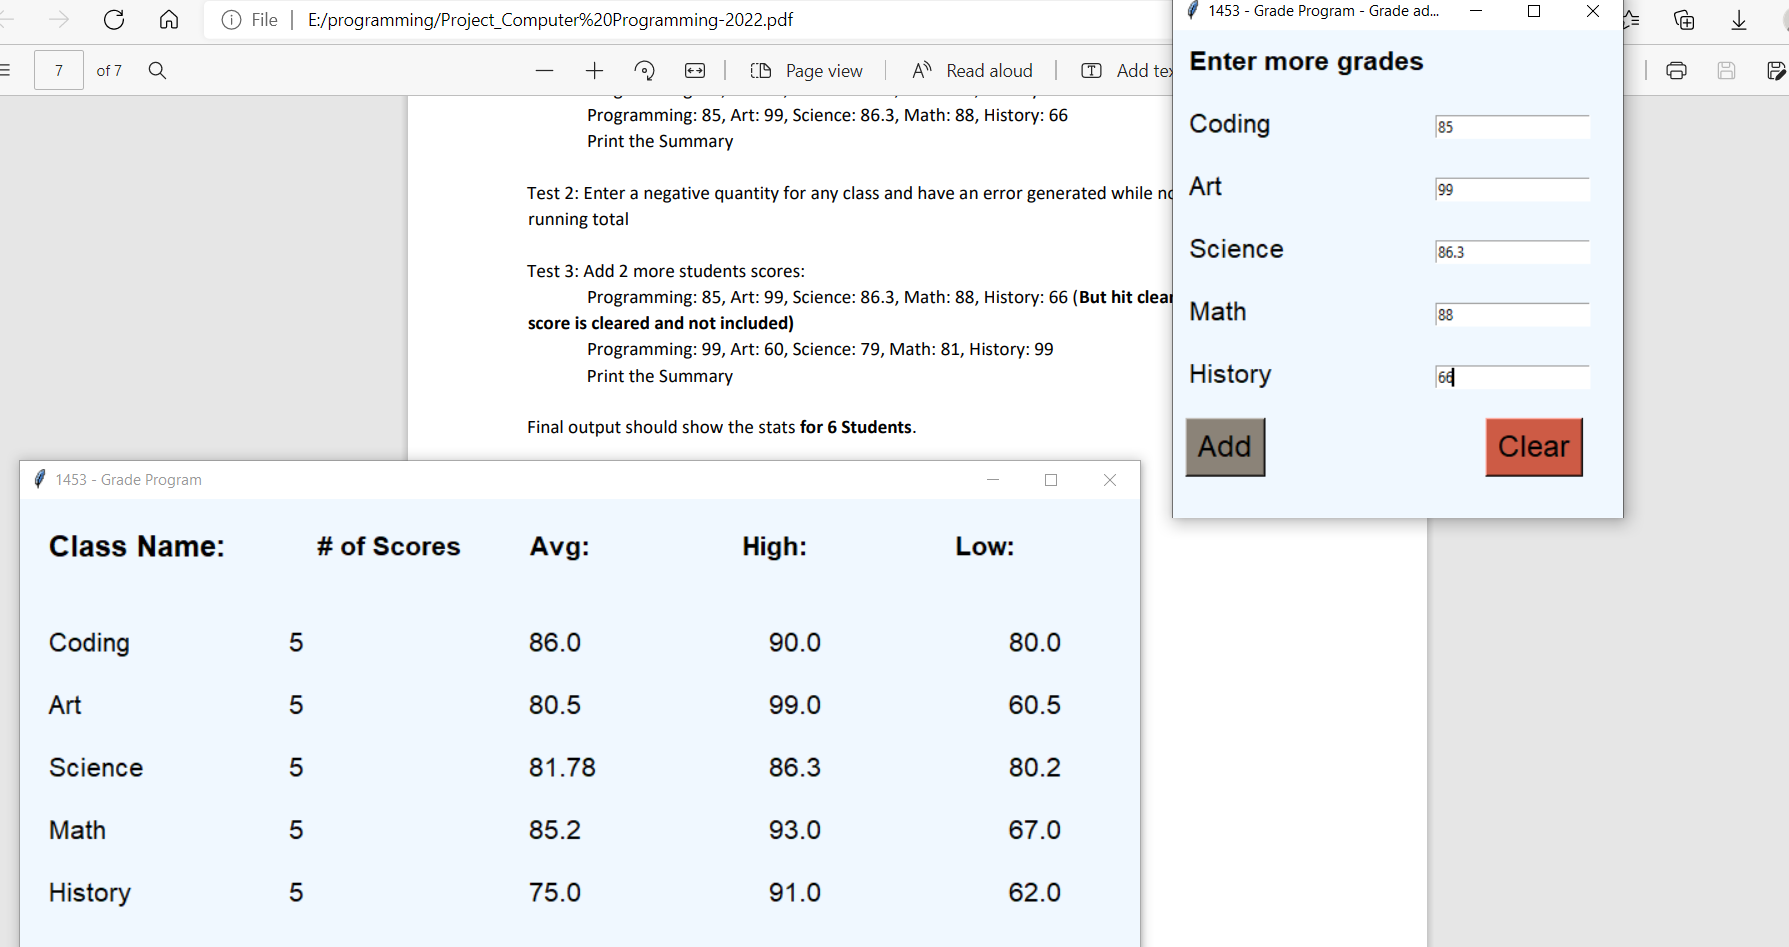 File
E:/programming/Project_Computer%20Programming-2022.pdf
7 of 7
Page view
Read aloud
Add
Programming: 85, Art: 99, Science: 86.3, Math: 88, History: 66
Print the Summary
Test 2: Enter a negative quantity for any class and have an error generated while
running total
Test 3: Add 2 more students scores:
Programming: 85, Art: 99, Science: 86.3, Math: 88, History: 66 (But hit clear
score is cleared and not included)
Programming: 99, Art: 60, Science: 79, Math: 81, History: 99
Print the Summary
Final output should show the stats for 6 Students.
1453 - Grade Program - Grade ad...
Enter more grades
Coding 85
Art 99
Science 86.3
Math 88
History 66
Add Clear
1453 - Grade Program
Class Name: # of Scores Avg: High: Low:
Coding 5 86.0 90.0 80.0
Art 5 80.5 99.0 60.5
Science 5 81.78 86.3 80.2
Math 5 85.2 93.0 67.0
History 5 75.0 91.0 62.0